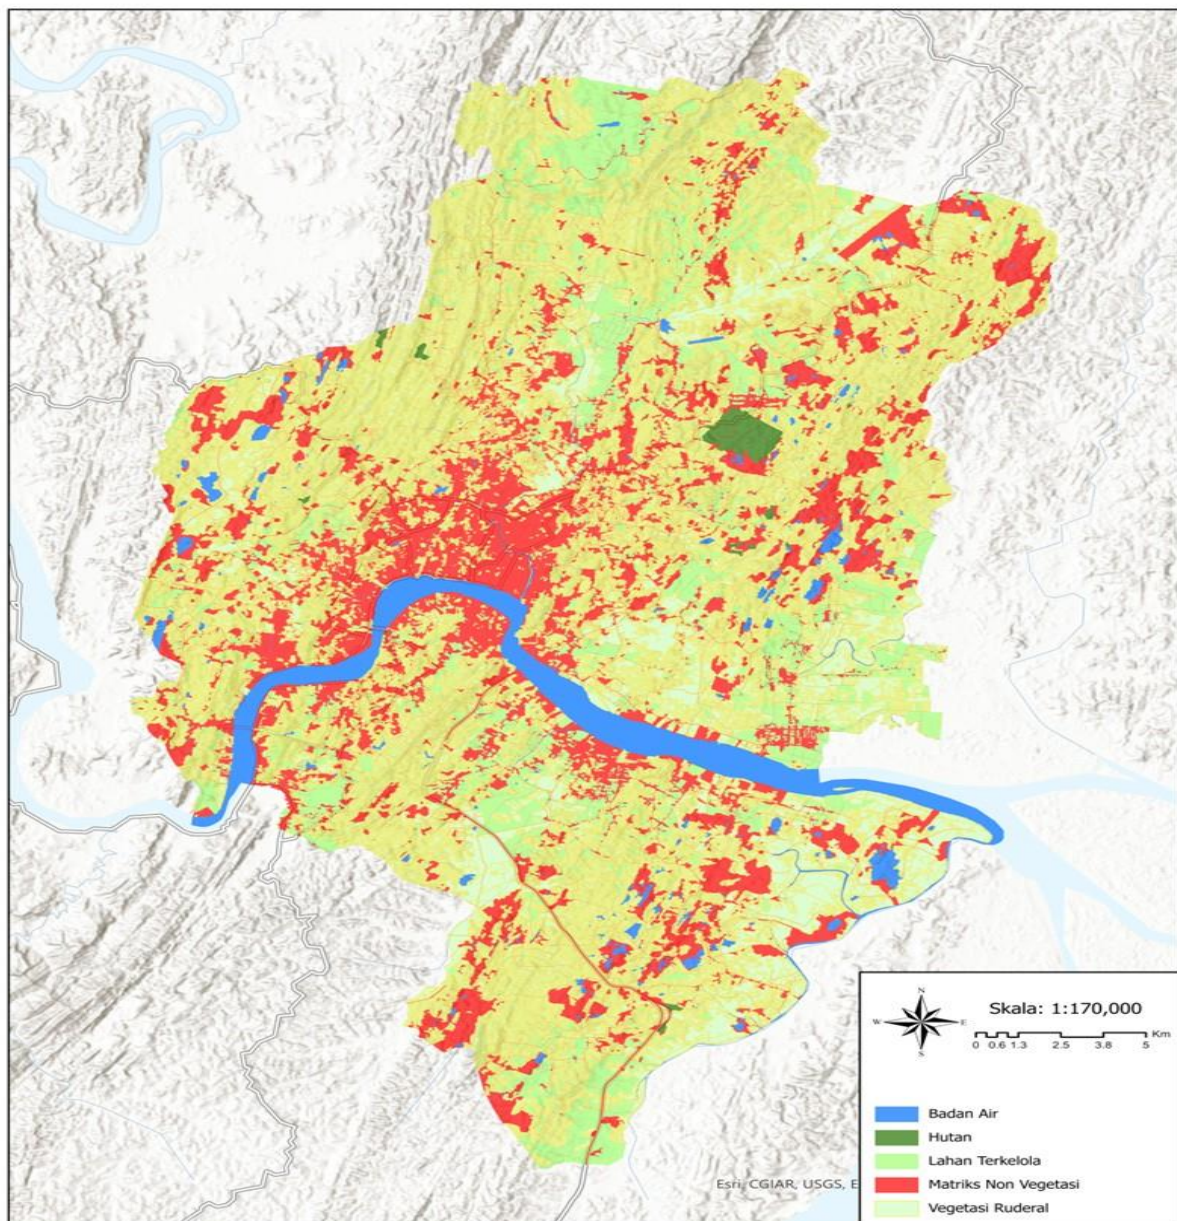 N
Skala: 1:170,000
W
E
S
Km
0 0.6 1.3 2.5 3.8 5
Badan Air
Hutan
Lahan Terkelola
Matriks Non Vegetasi
Esri, CGIAR, USGS, E
Vegetasi Ruderal